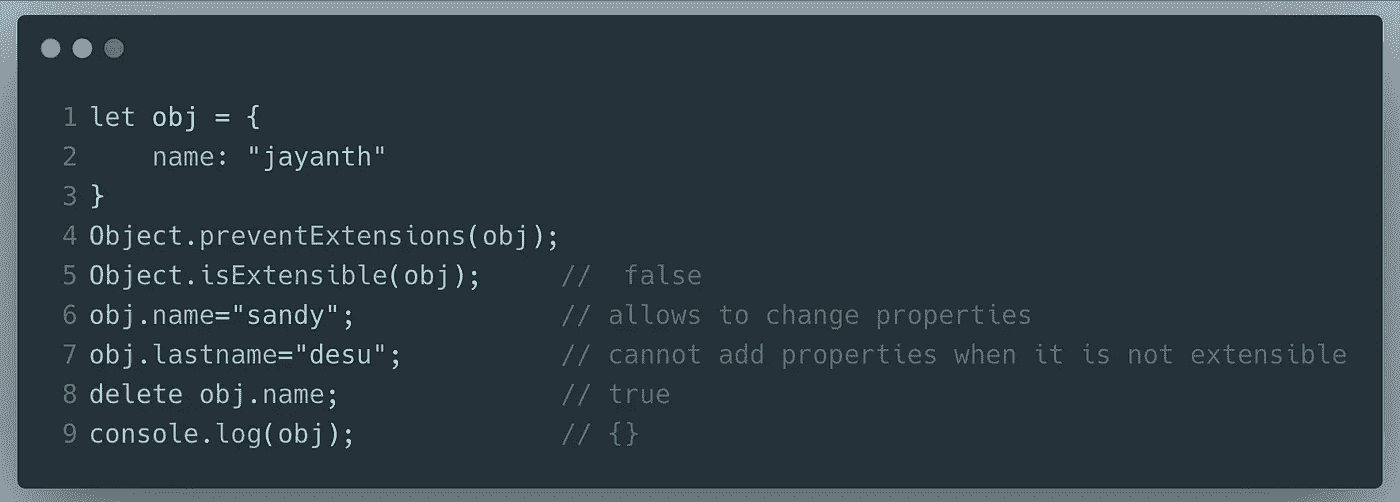 1 let obj = {
2     name: "jayanth"
3 }
4 Object.preventExtensions(obj);
5 Object.isExtensible(obj);     //  false
6 obj.name="sandy";             // allows to change properties
7 obj.lastname="desu";          // cannot add properties when it is not extensible
8 delete obj.name;              // true
9 console.log(obj);             // {}